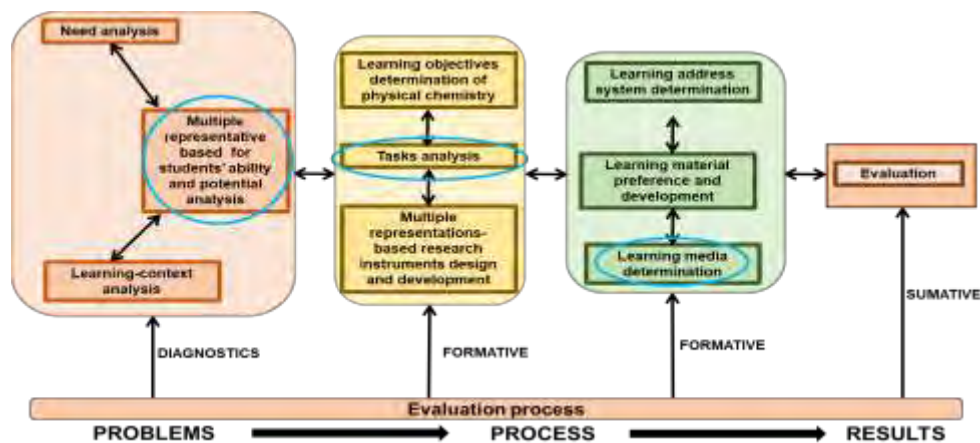 Need analysis
Multiple
representative
based for
students' ability
and potential
analysis
Learning-context
analysis
Learning objectives
determination of
physical chemistry
Tasks analysis
Multiple
representations-
based research
instruments design
and development
Learning address
system determination
Learning material
preference and
development
Learning media
determination
Evaluation
DIAGNOSTICS
FORMATIVE
FORMATIVE
SUMATIVE
Evaluation process
PROBLEMS
PROCESS
RESULTS